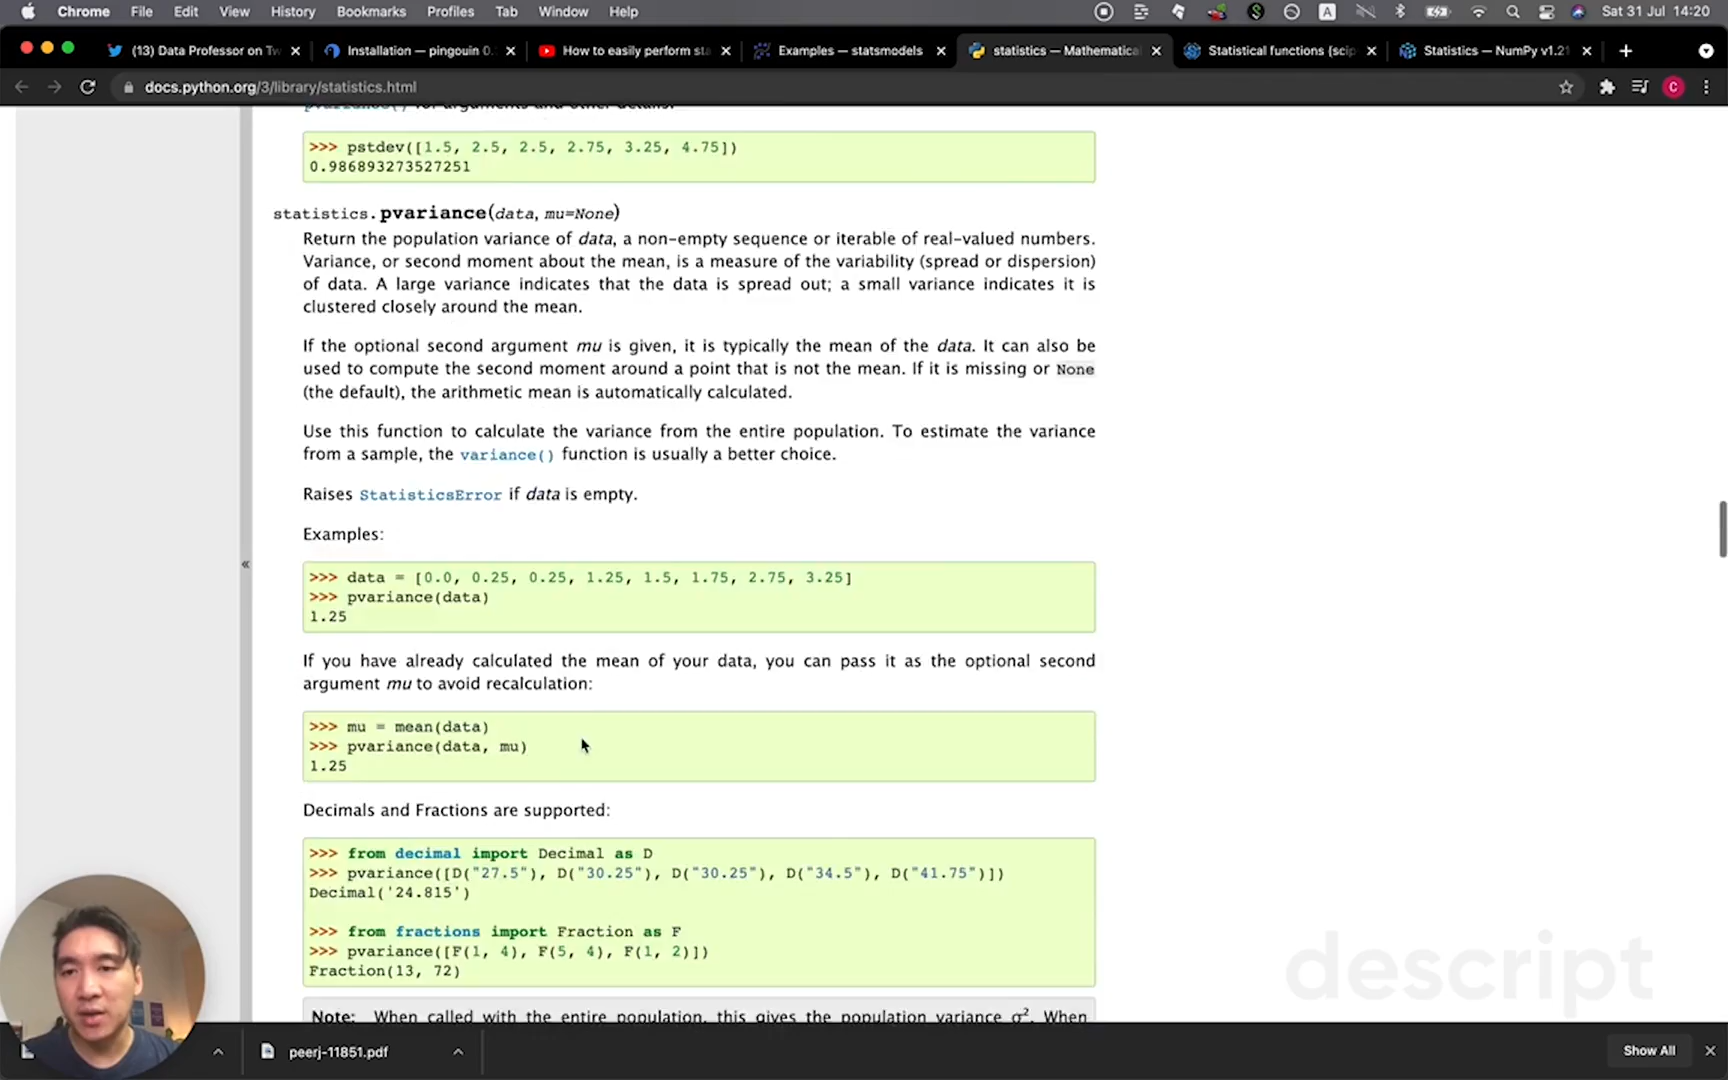 Chrome File Edit View History Bookmarks Profiles Tab Window Help A Sat 31 Jul 14:20
(13) Data Professor on Tw × Installation — pingouin 0. × How to easily perform sta × Examples — statsmodels × statistics — Mathematica × Statistical functions (scip × Statistics — NumPy v1.21 × +
docs.python.org/3/library/statistics.html C
pvariance() for arguments and other details.
>>> pstdev([1.5, 2.5, 2.5, 2.75, 3.25, 4.75])
0.986893273527251
statistics.pvariance(data, mu=None)
Return the population variance of data, a non-empty sequence or iterable of real-valued numbers.
Variance, or second moment about the mean, is a measure of the variability (spread or dispersion)
of data. A large variance indicates that the data is spread out; a small variance indicates it is
clustered closely around the mean.
If the optional second argument mu is given, it is typically the mean of the data. It can also be
used to compute the second moment around a point that is not the mean. If it is missing or None
(the default), the arithmetic mean is automatically calculated.
Use this function to calculate the variance from the entire population. To estimate the variance
from a sample, the variance() function is usually a better choice.
Raises StatisticsError if data is empty.
Examples:
«
>>> data = [0.0, 0.25, 0.25, 1.25, 1.5, 1.75, 2.75, 3.25]
>>> pvariance(data)
1.25
If you have already calculated the mean of your data, you can pass it as the optional second
argument mu to avoid recalculation:
>>> mu = mean(data)
>>> pvariance(data, mu)
1.25
Decimals and Fractions are supported:
>>> from decimal import Decimal as D
>>> pvariance([D("27.5"), D("30.25"), D("30.25"), D("34.5"), D("41.75")])
Decimal('24.815')
>>> from fractions import Fraction as F
>>> pvariance([F(1, 4), F(5, 4), F(1, 2)])
Fraction(13, 72)
descript
Note: When called with the entire population, this gives the population variance σ². When
peerj-11851.pdf Show All